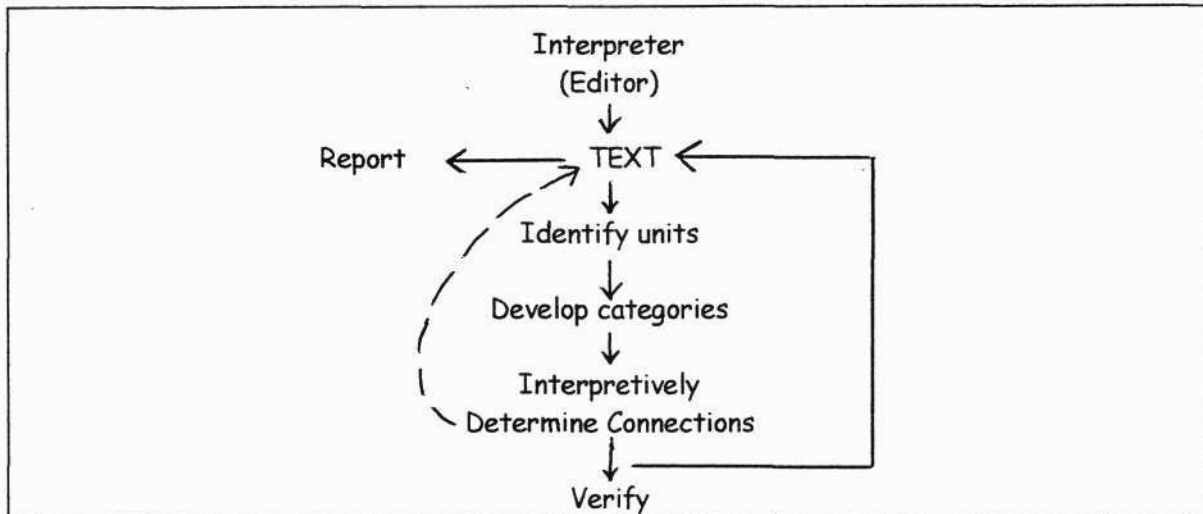 Interpreter
(Editor)
Report
TEXT
Identify units
Develop categories
Interpretively
Determine Connections
Verify